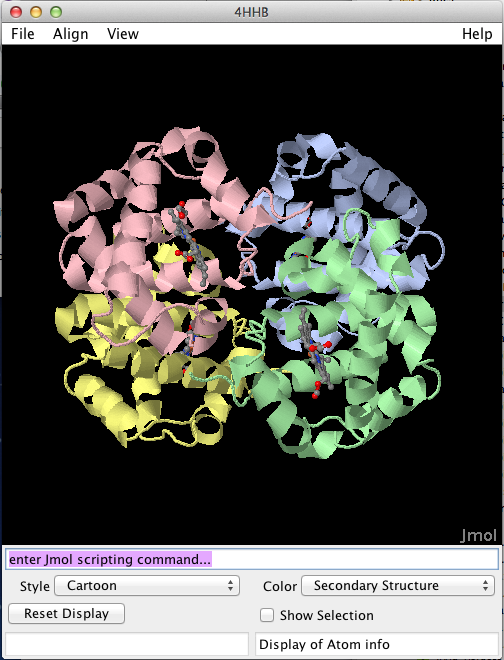 4HHB
File Align View Help
Jmol
enter Jmol scripting command...
Style Cartoon Color Secondary Structure
Reset Display Show Selection
Display of Atom info